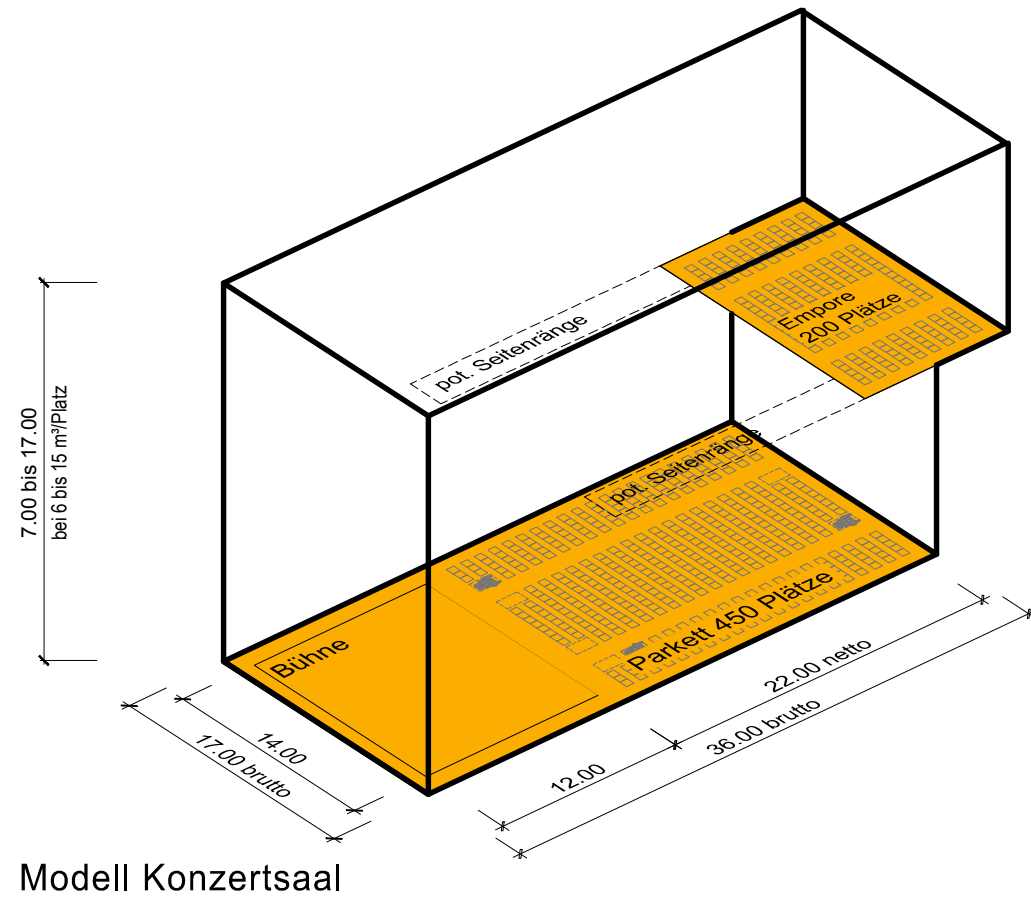 Empore
200 Plätze
pot. Seitenränge
pot. Seitenränge
7.00 bis 17.00
bei 6 bis 15 m³/Platz
Parkett 450 Plätze
Bühne
22.00 netto
36.00 brutto
12.00
14.00
17.00 brutto
Modell Konzertsaal